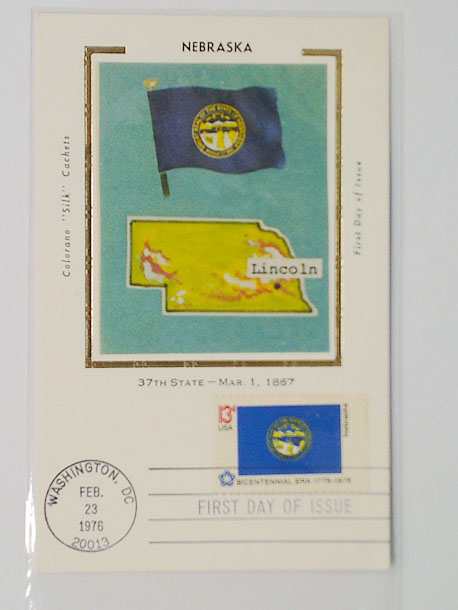 NEBRASKA
Colorano "Silk" Cachets
First Day of Issue
Lincoln
37TH STATE — MAR. 1, 1867
13c
USA
Nebraska
BICENTENNIAL ERA 1776-1976
WASHINGTON, DC
FEB.
23
1976
20013
FIRST DAY OF ISSUE